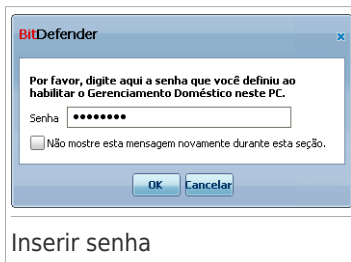 BitDefender
x
Por favor, digite aqui a senha que você definiu ao
habilitar o Gerenciamento Doméstico neste PC.
Senha ••••••••
Não mostre esta mensagem novamente durante esta seção.
OK Cancelar
Inserir senha